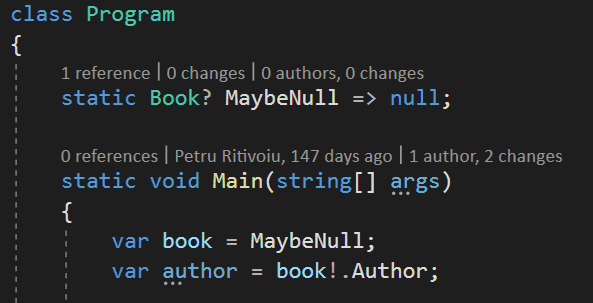 class Program
{
1 reference | 0 changes | 0 authors, 0 changes
static Book? MaybeNull => null;
0 references | Petru Ritivoiu, 147 days ago | 1 author, 2 changes
static void Main(string[] args)
{
var book = MaybeNull;
var author = book!.Author;